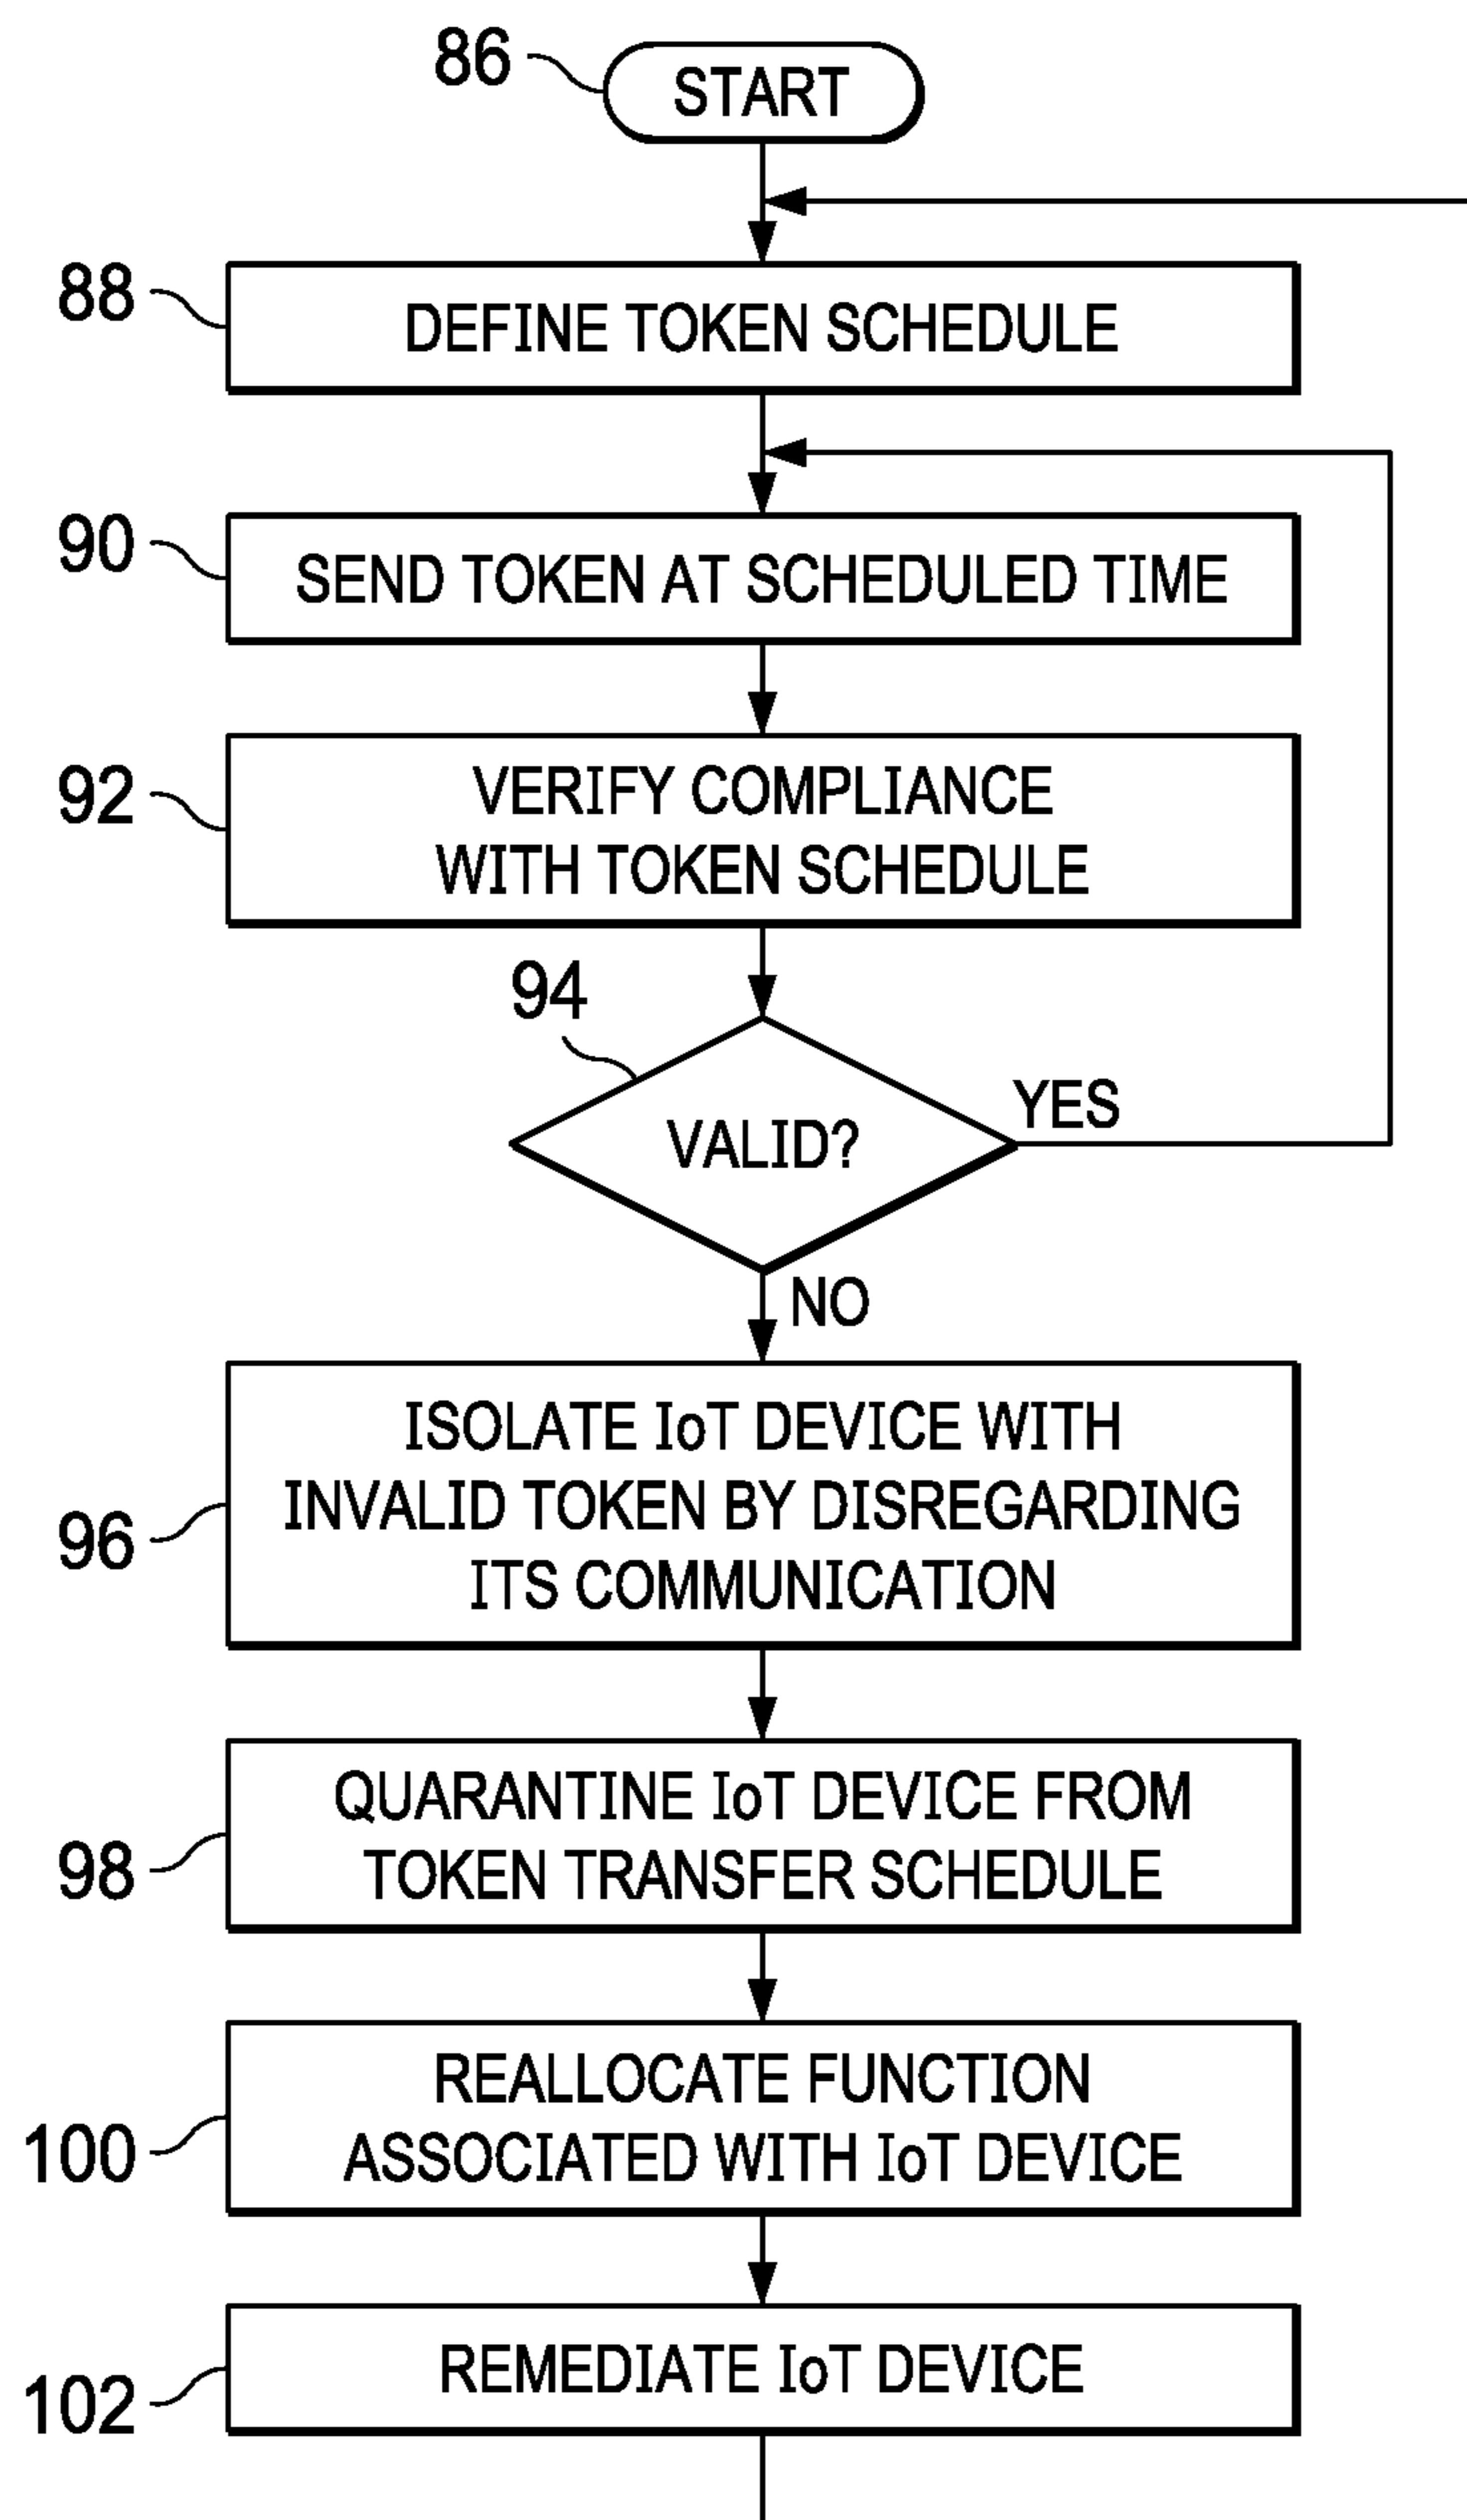 86
START
88
DEFINE TOKEN SCHEDULE
90
SEND TOKEN AT SCHEDULED TIME
92
VERIFY COMPLIANCE
WITH TOKEN SCHEDULE
94
VALID?
YES
NO
96
ISOLATE IoT DEVICE WITH
INVALID TOKEN BY DISREGARDING
ITS COMMUNICATION
98
QUARANTINE IoT DEVICE FROM
TOKEN TRANSFER SCHEDULE
100
REALLOCATE FUNCTION
ASSOCIATED WITH IoT DEVICE
102
REMEDIATE IoT DEVICE